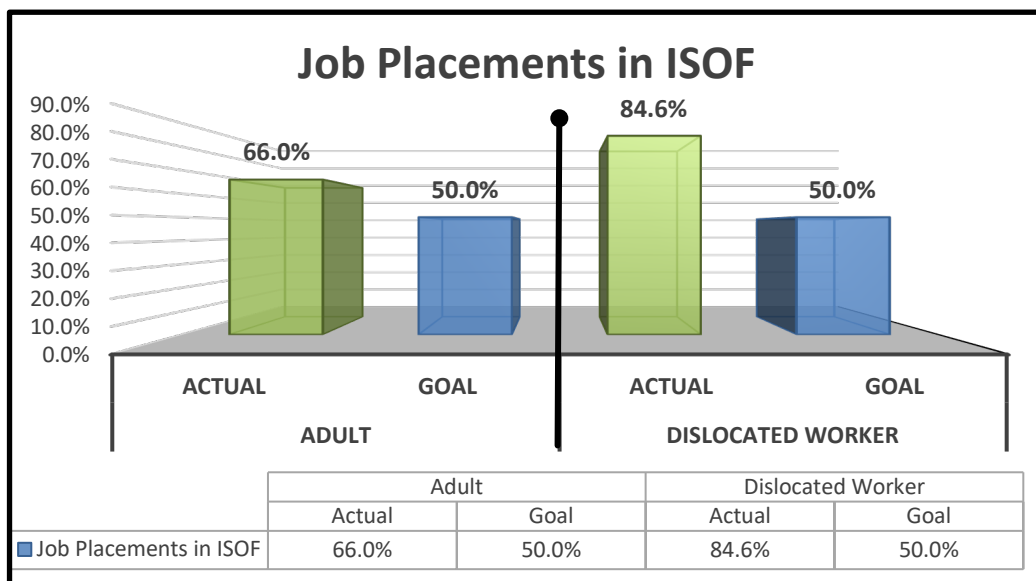 Job Placements in ISOF
90.0%
80.0%
70.0%
60.0%
50.0%
40.0%
30.0%
20.0%
10.0%
0.0%
66.0%
50.0%
84.6%
50.0%
ACTUAL GOAL ACTUAL GOAL
ADULT DISLOCATED WORKER
Adult Dislocated Worker
Actual Goal Actual Goal
Job Placements in ISOF 66.0% 50.0% 84.6% 50.0%